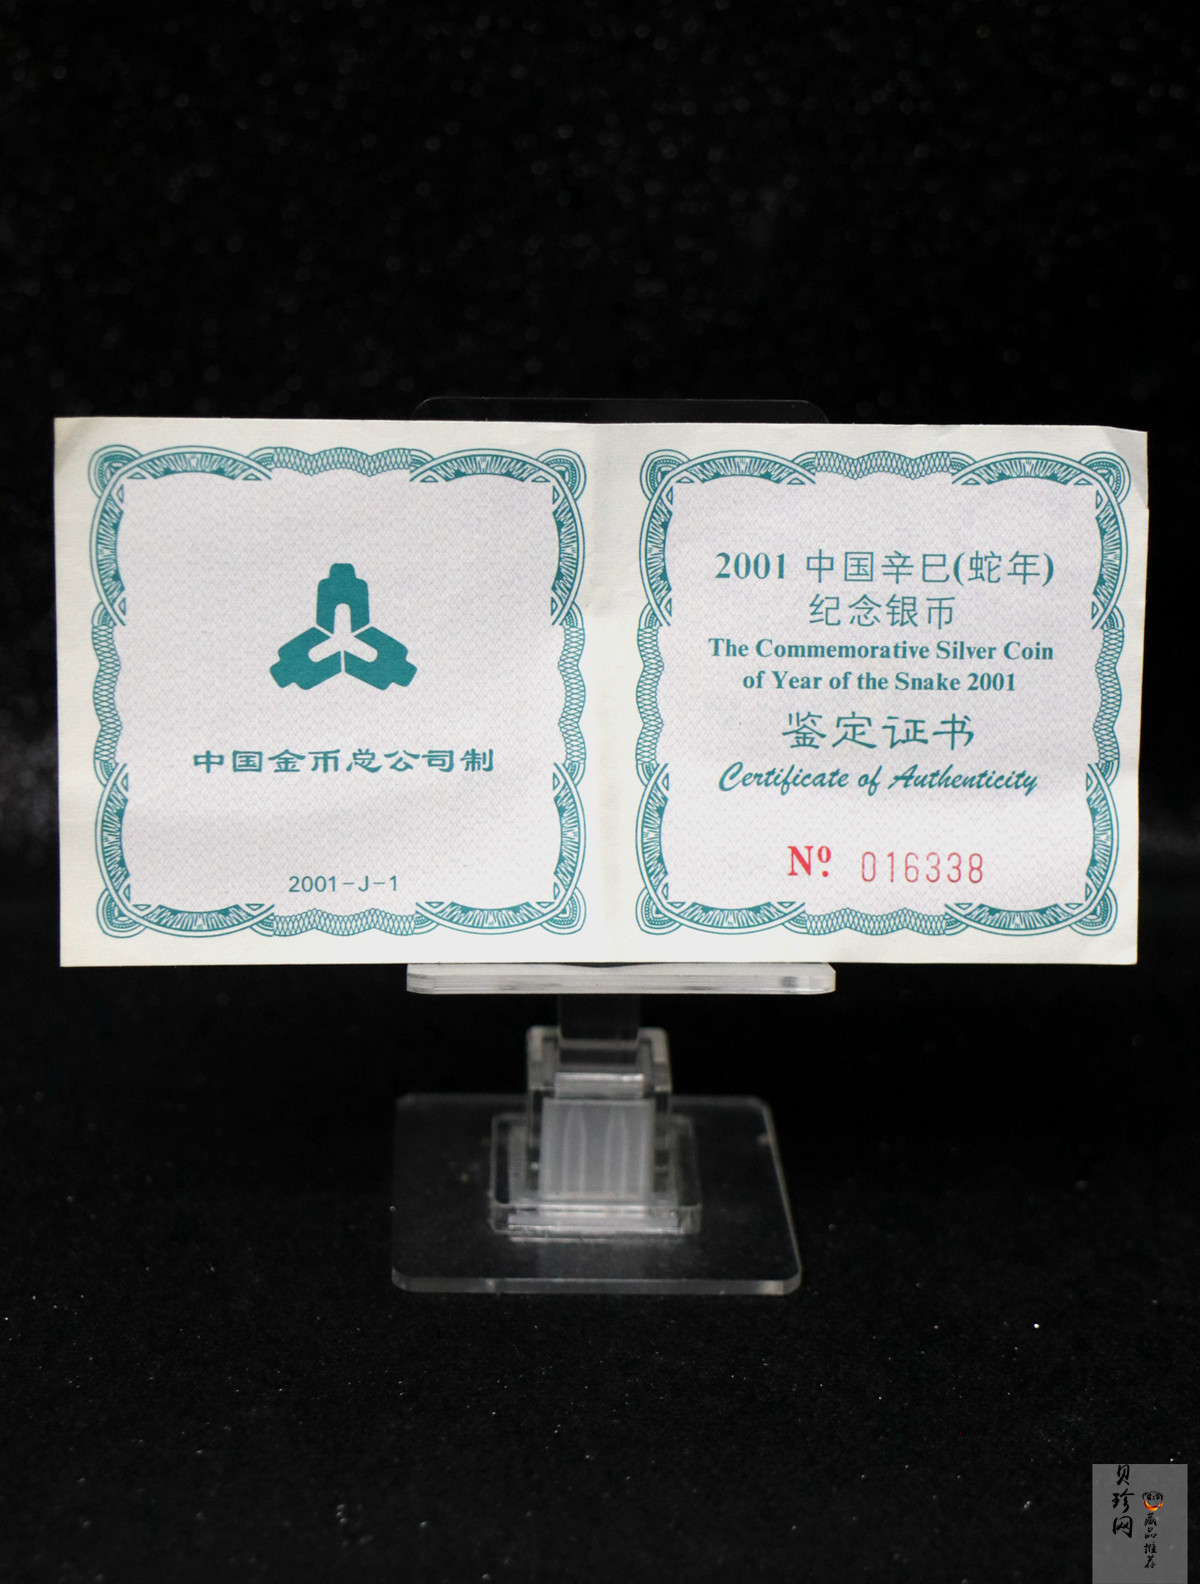 中国金币总公司制
2001-J-1
2001 中国辛巳(蛇年)
纪念银币
The Commemorative Silver Coin
of Year of the Snake 2001
鉴定证书
Certificate of Authenticity
Nº 016338
贝珍网
藏品推荐